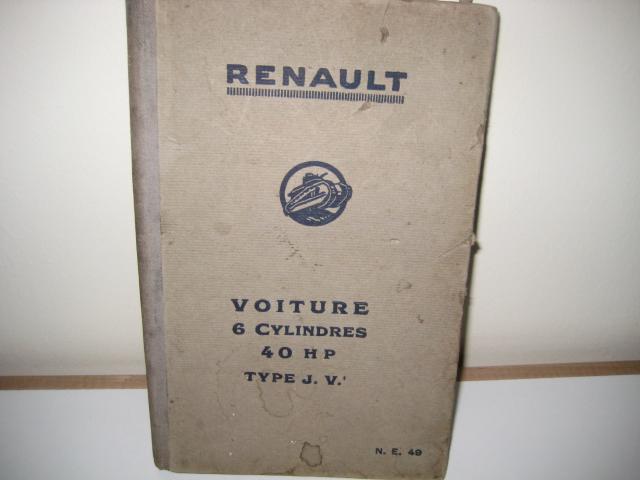 RENAULT
VOITURE
6 CYLINDRES
40 HP
TYPE J. V.'
N. E. 49